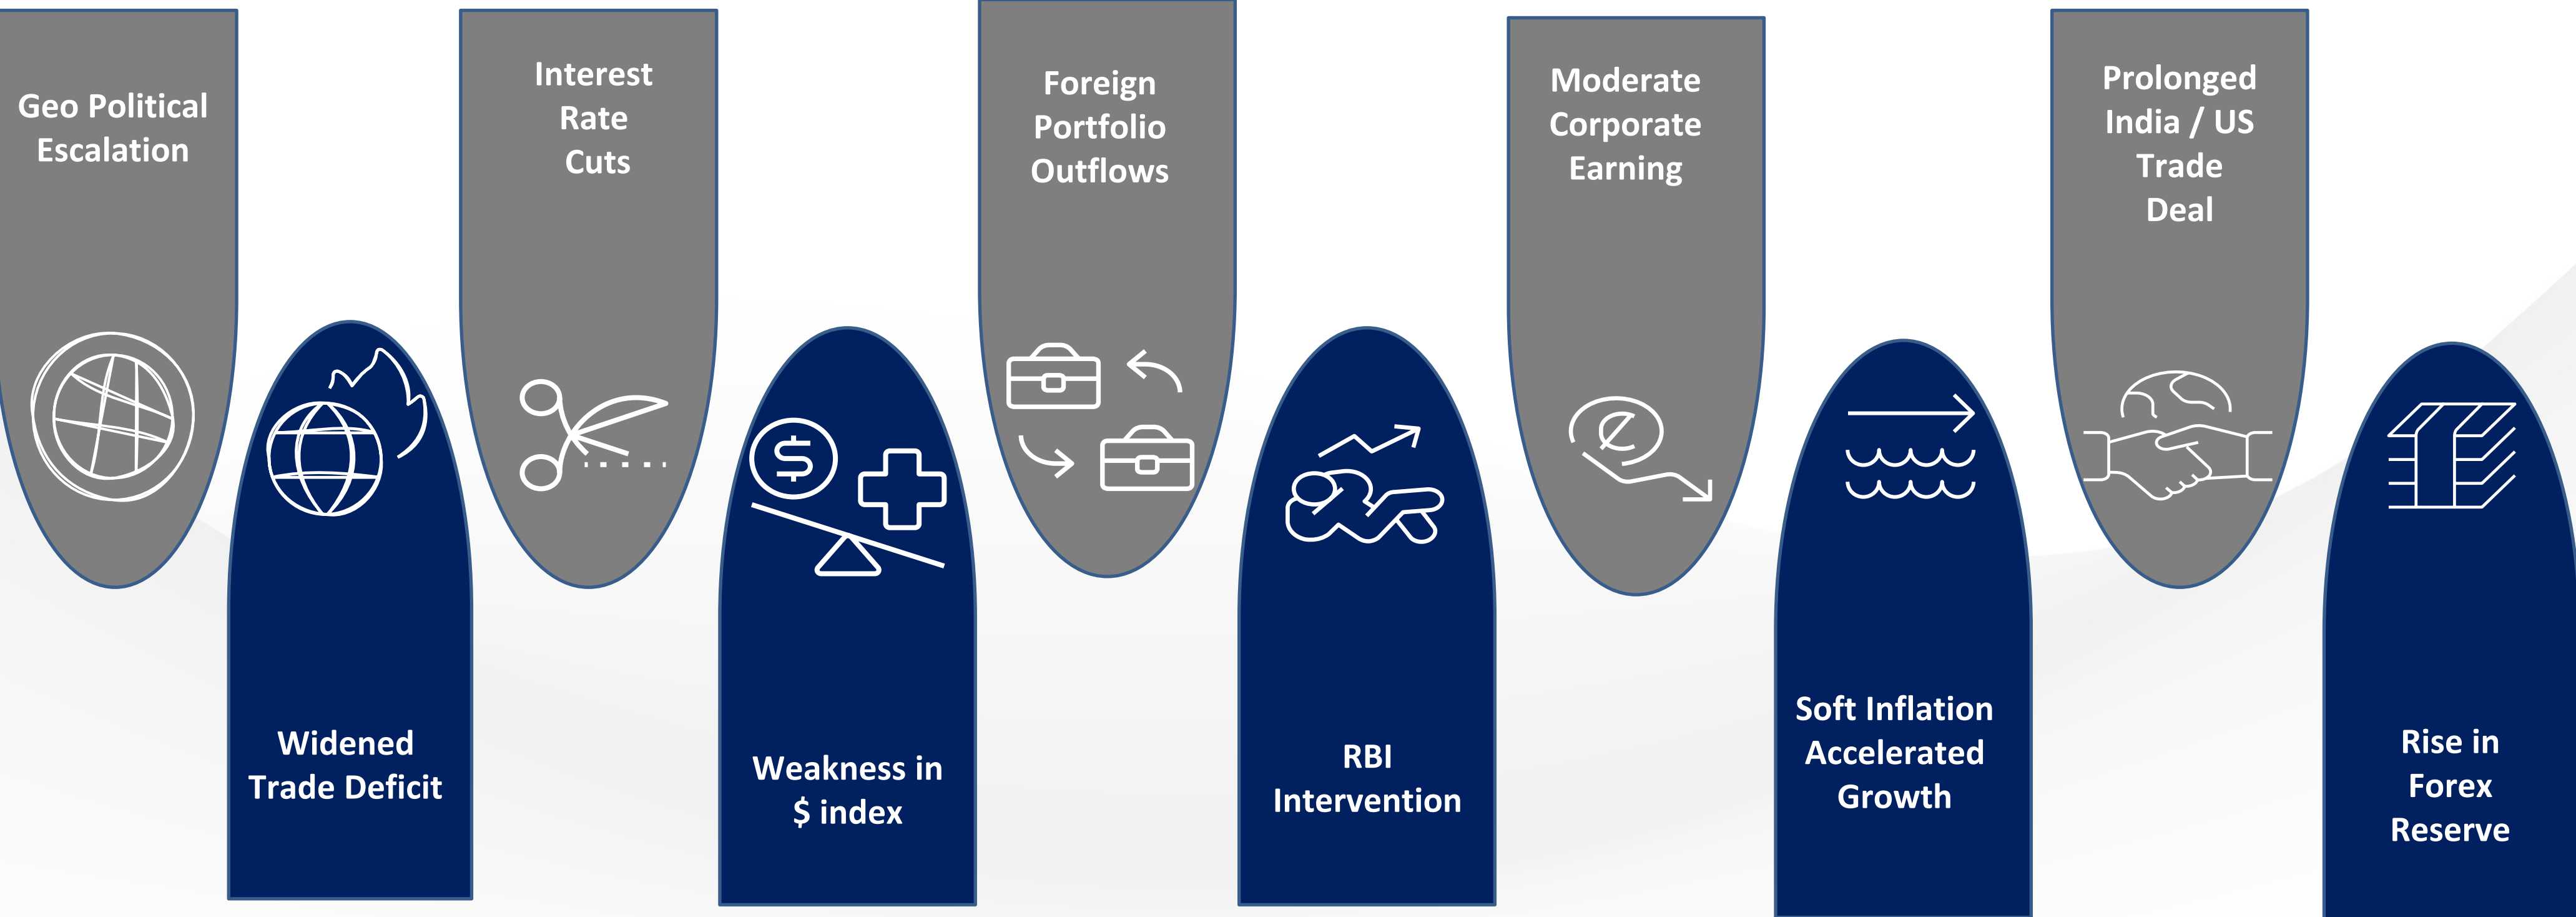 Geo Political
Escalation
Widened
Trade Deficit
Interest
Rate
Cuts
Weakness in
$ index
Foreign
Portfolio
Outflows
RBI
Intervention
Moderate
Corporate
Earning
Soft Inflation
Accelerated
Growth
Prolonged
India / US
Trade
Deal
Rise in
Forex
Reserve